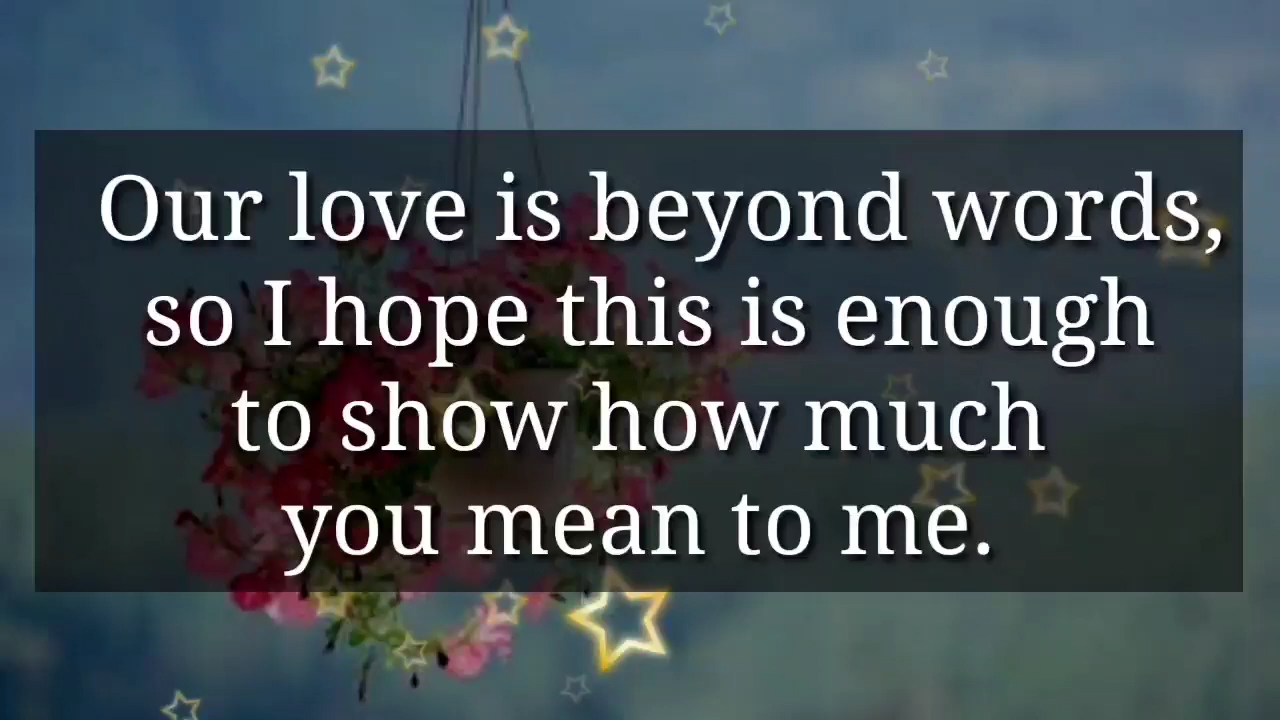 Our love is beyond words,
so I hope this is enough
to show how much
you mean to me.